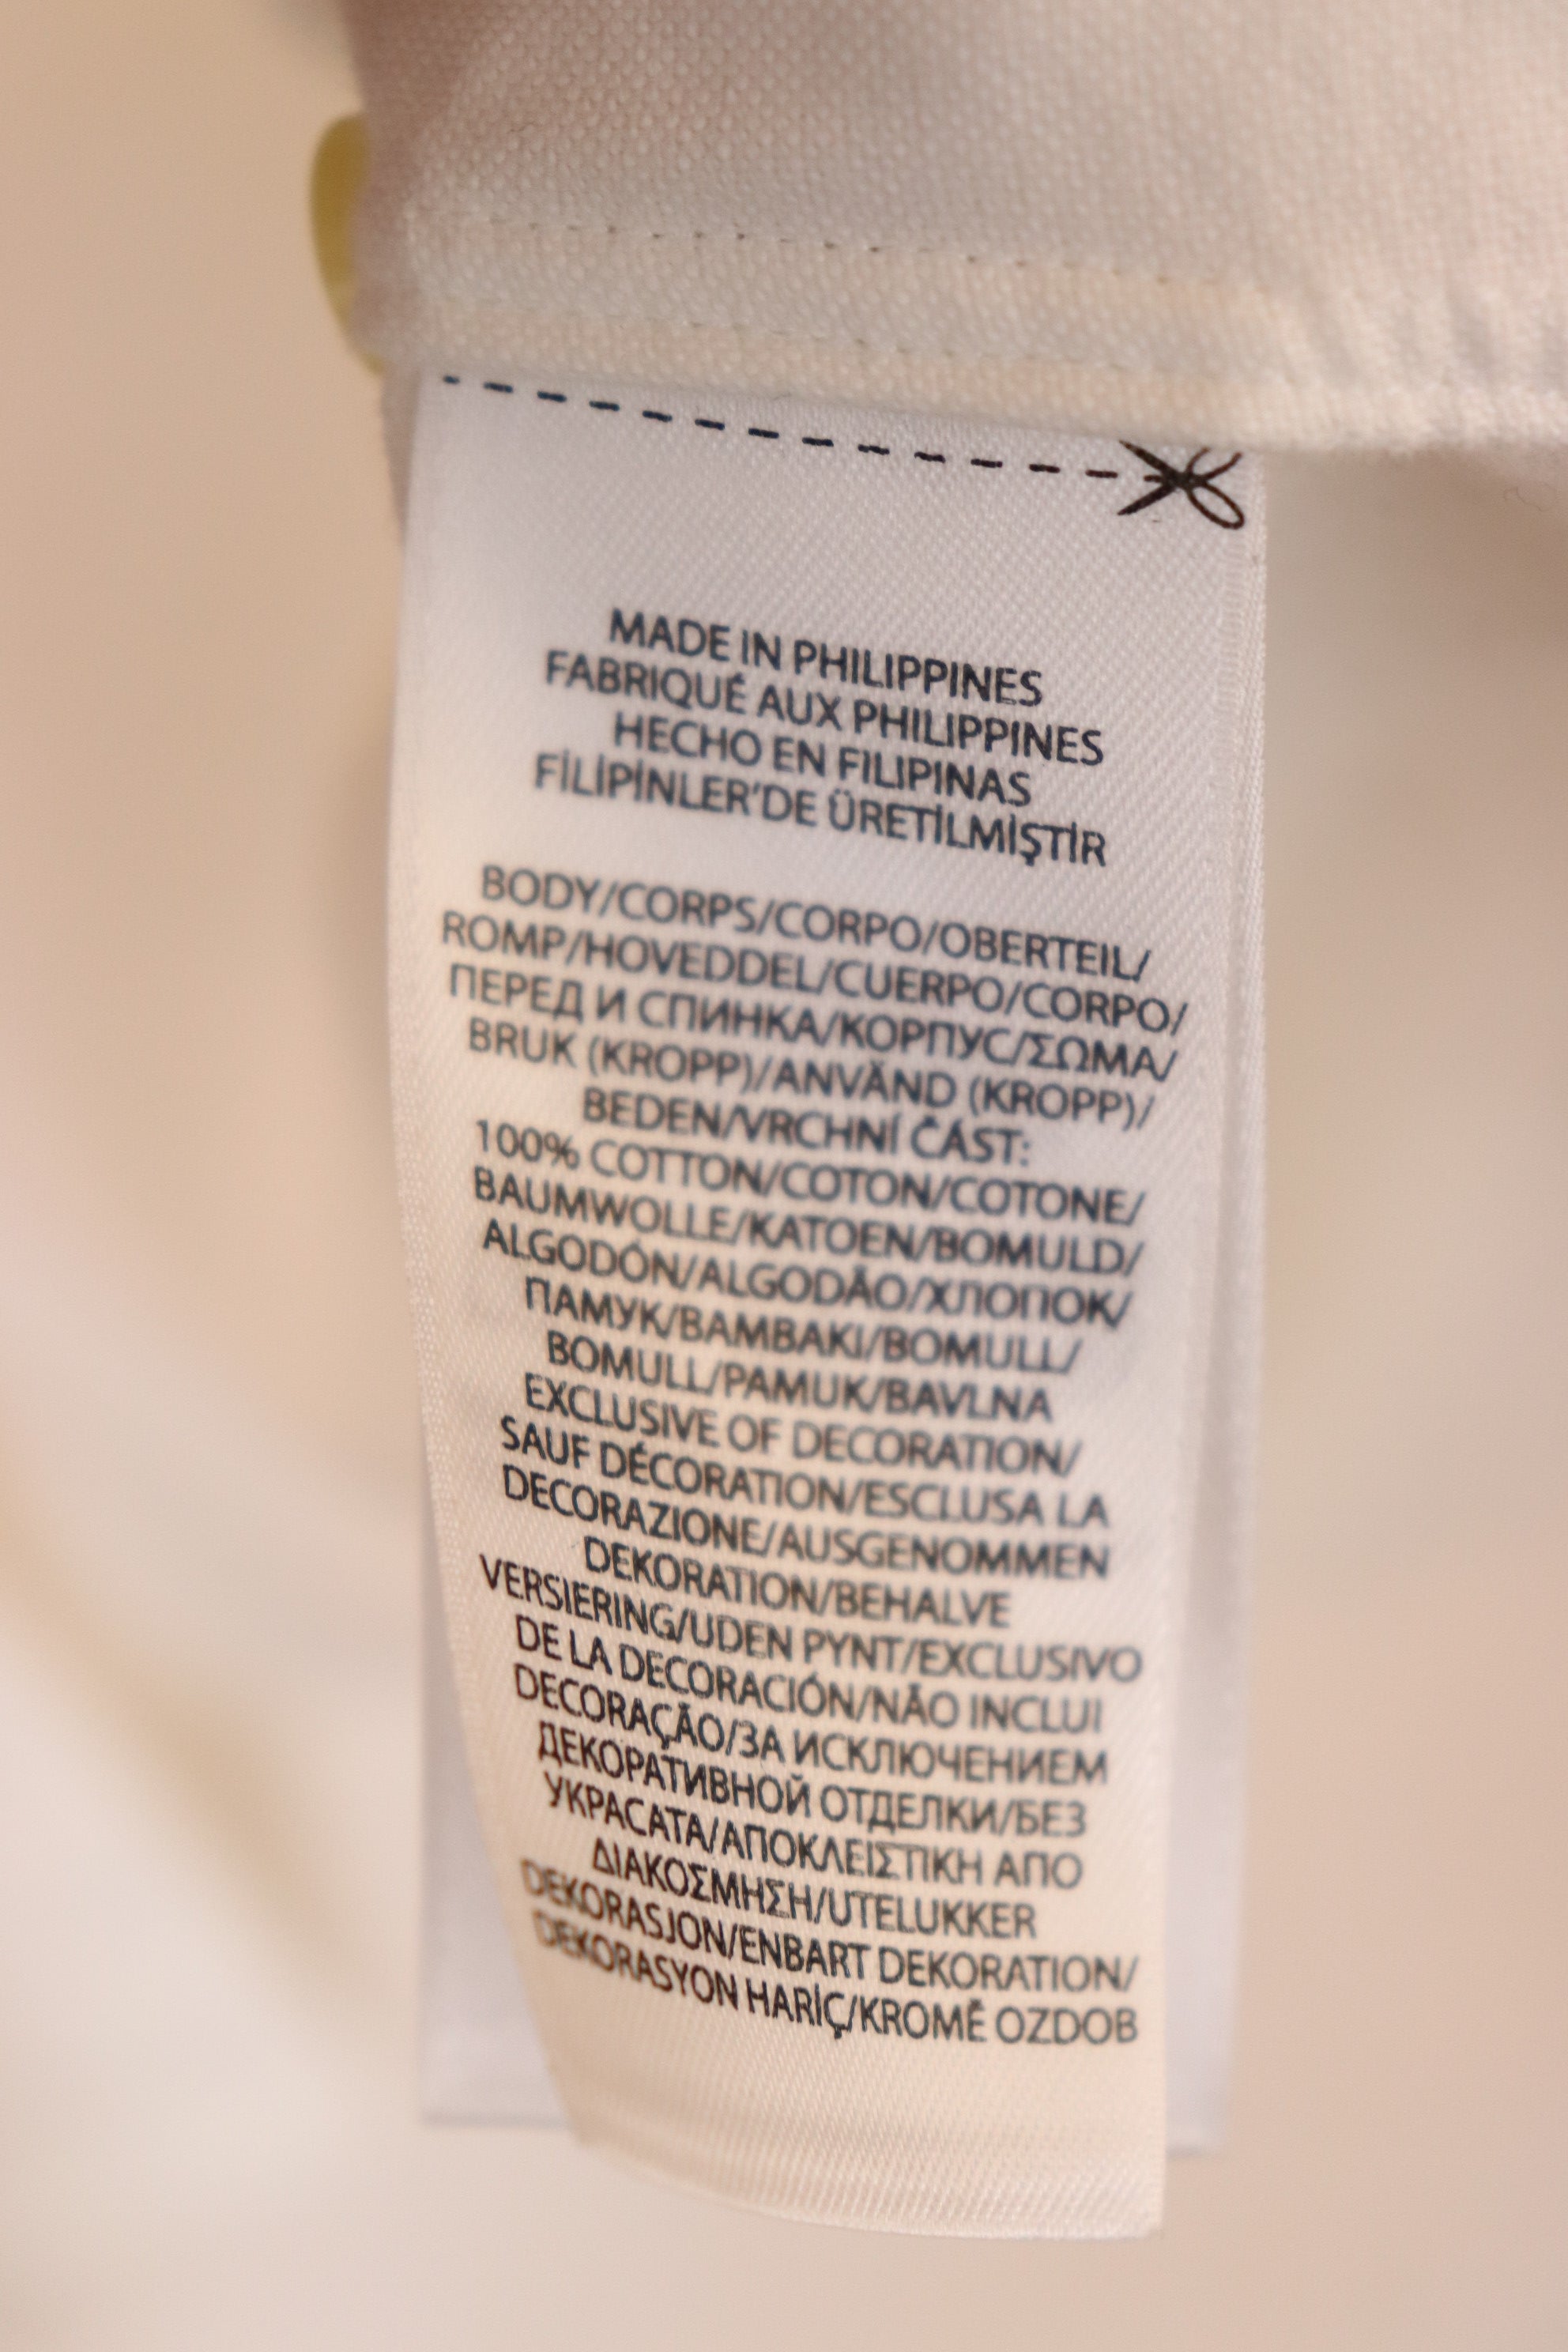 MADE IN PHILIPPINES
FABRIQUÉ AUX PHILIPPINES
HECHO EN FILIPINAS
FİLİPİNLER'DE ÜRETİLMİŞTİR
BODY/CORPS/CORPO/OBERTEIL/
ROMP/HOVEDDEL/CUERPO/CORPO/
ПЕРЕД И СПИНКА/КОРПУС/ΣΩΜΑ/
BRUK (KROPP)/ANVÄND (KROPP)/
BEDEN/VRCHNÍ ČÁST:
100% COTTON/COTON/COTONE/
BAUMWOLLE/KATOEN/BOMULD/
ALGODÓN/ALGODÃO/ХЛОПОК/
ПАМУК/ΒΑΜΒΑΚΙ/BOMULL/
BOMULL/PAMUK/BAVLNA
EXCLUSIVE OF DECORATION/
SAUF DÉCORATION/ESCLUSA LA
DECORAZIONE/AUSGENOMMEN
DEKORATION/BEHALVE
VERSIERING/UDEN PYNT/EXCLUSIVO
DE LA DECORACIÓN/NÃO INCLUI
DECORAÇÃO/ЗА ИСКЛЮЧЕНИЕМ
ДЕКОРАТИВНОЙ ОТДЕЛКИ/БЕЗ
УКРАСАТА/ΑΠΟΚΛΕΙΣΤΙΚΗ ΑΠΟ
ΔΙΑΚΟΣΜΗΣΗ/UTELUKKER
DEKORASJON/ENBART DEKORATION/
DEKORASYON HARİÇ/KROMĚ OZDOB